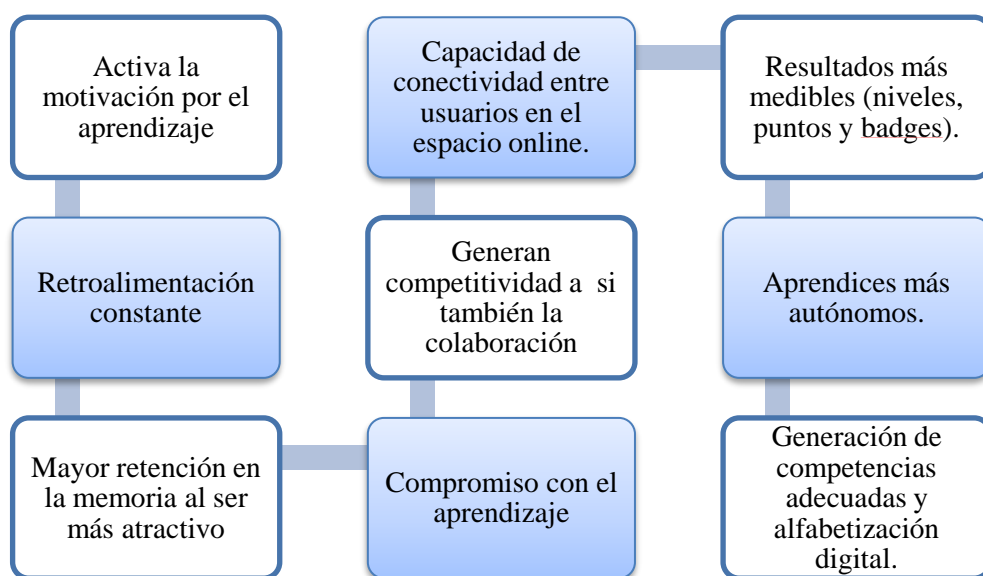 Activa la
motivación por el
aprendizaje
Retroalimentación
constante
Mayor retención en
la memoria al ser
más atractivo
Compromiso con el
aprendizaje
Generan
competitividad a  si
también la
colaboración
Capacidad de
conectividad entre
usuarios en el
espacio online.
Resultados más
medibles (niveles,
puntos y badges).
Aprendices más
autónomos.
Generación de
competencias
adecuadas y
alfabetización
digital.